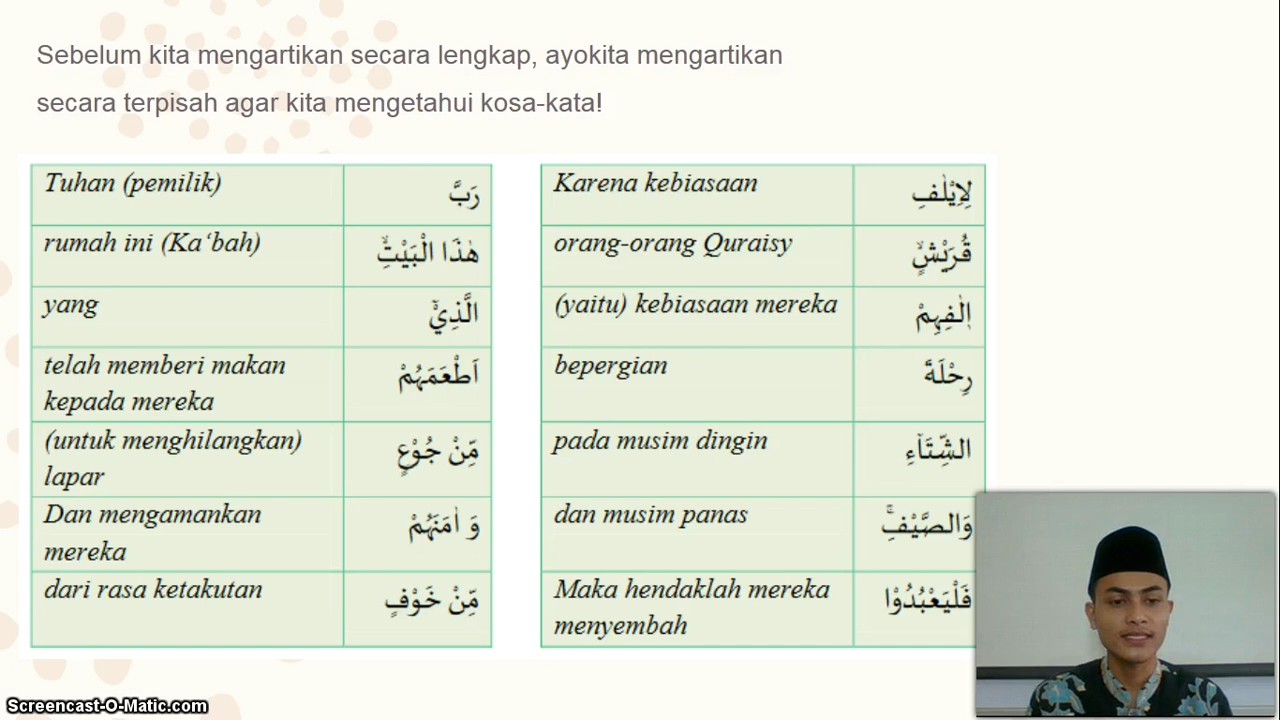 Sebelum kita mengartikan secara lengkap, ayokita mengartikan
secara terpisah agar kita mengetahui kosa-kata!
Karena kebiasaan لِاِيْلٰفِ
orang-orang Quraisy قُرَيْشٍۙ
(yaitu) kebiasaan mereka اٖلٰفِهِمْ
bepergian رِحْلَةَ
pada musim dingin الشِّتَاۤءِ
dan musim panas وَالصَّيْفِۚ
Maka hendaklah mereka فَلْيَعْبُدُوْا
menyembah
Tuhan (pemilik) رَبَّ
rumah ini (Ka‘bah) هٰذَا الْبَيْتِۙ
yang الَّذِيْٓ
telah memberi makan اَطْعَمَهُمْ
kepada mereka
(untuk menghilangkan) مِّنْ جُوْعٍ
lapar
Dan mengamankan وَ اٰمَنَهُمْ
mereka
dari rasa ketakutan مِّنْ خَوْفٍ
Screencast-O-Matic.com